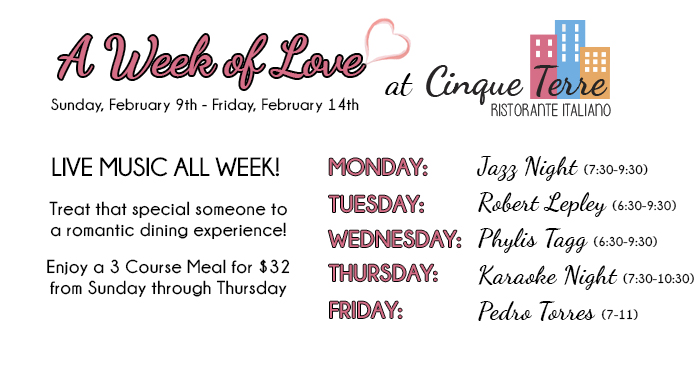 A Week of Love
at Cinque Terre
RISTORANTE ITALIANO
Sunday, February 9th - Friday, February 14th
LIVE MUSIC ALL WEEK!
Treat that special someone to
a romantic dining experience!
Enjoy a 3 Course Meal for $32
from Sunday through Thursday
MONDAY: Jazz Night (7:30-9:30)
TUESDAY: Robert Lepley (6:30-9:30)
WEDNESDAY: Phylis Tagg (6:30-9:30)
THURSDAY: Karaoke Night (7:30-10:30)
FRIDAY: Pedro Torres (7-11)